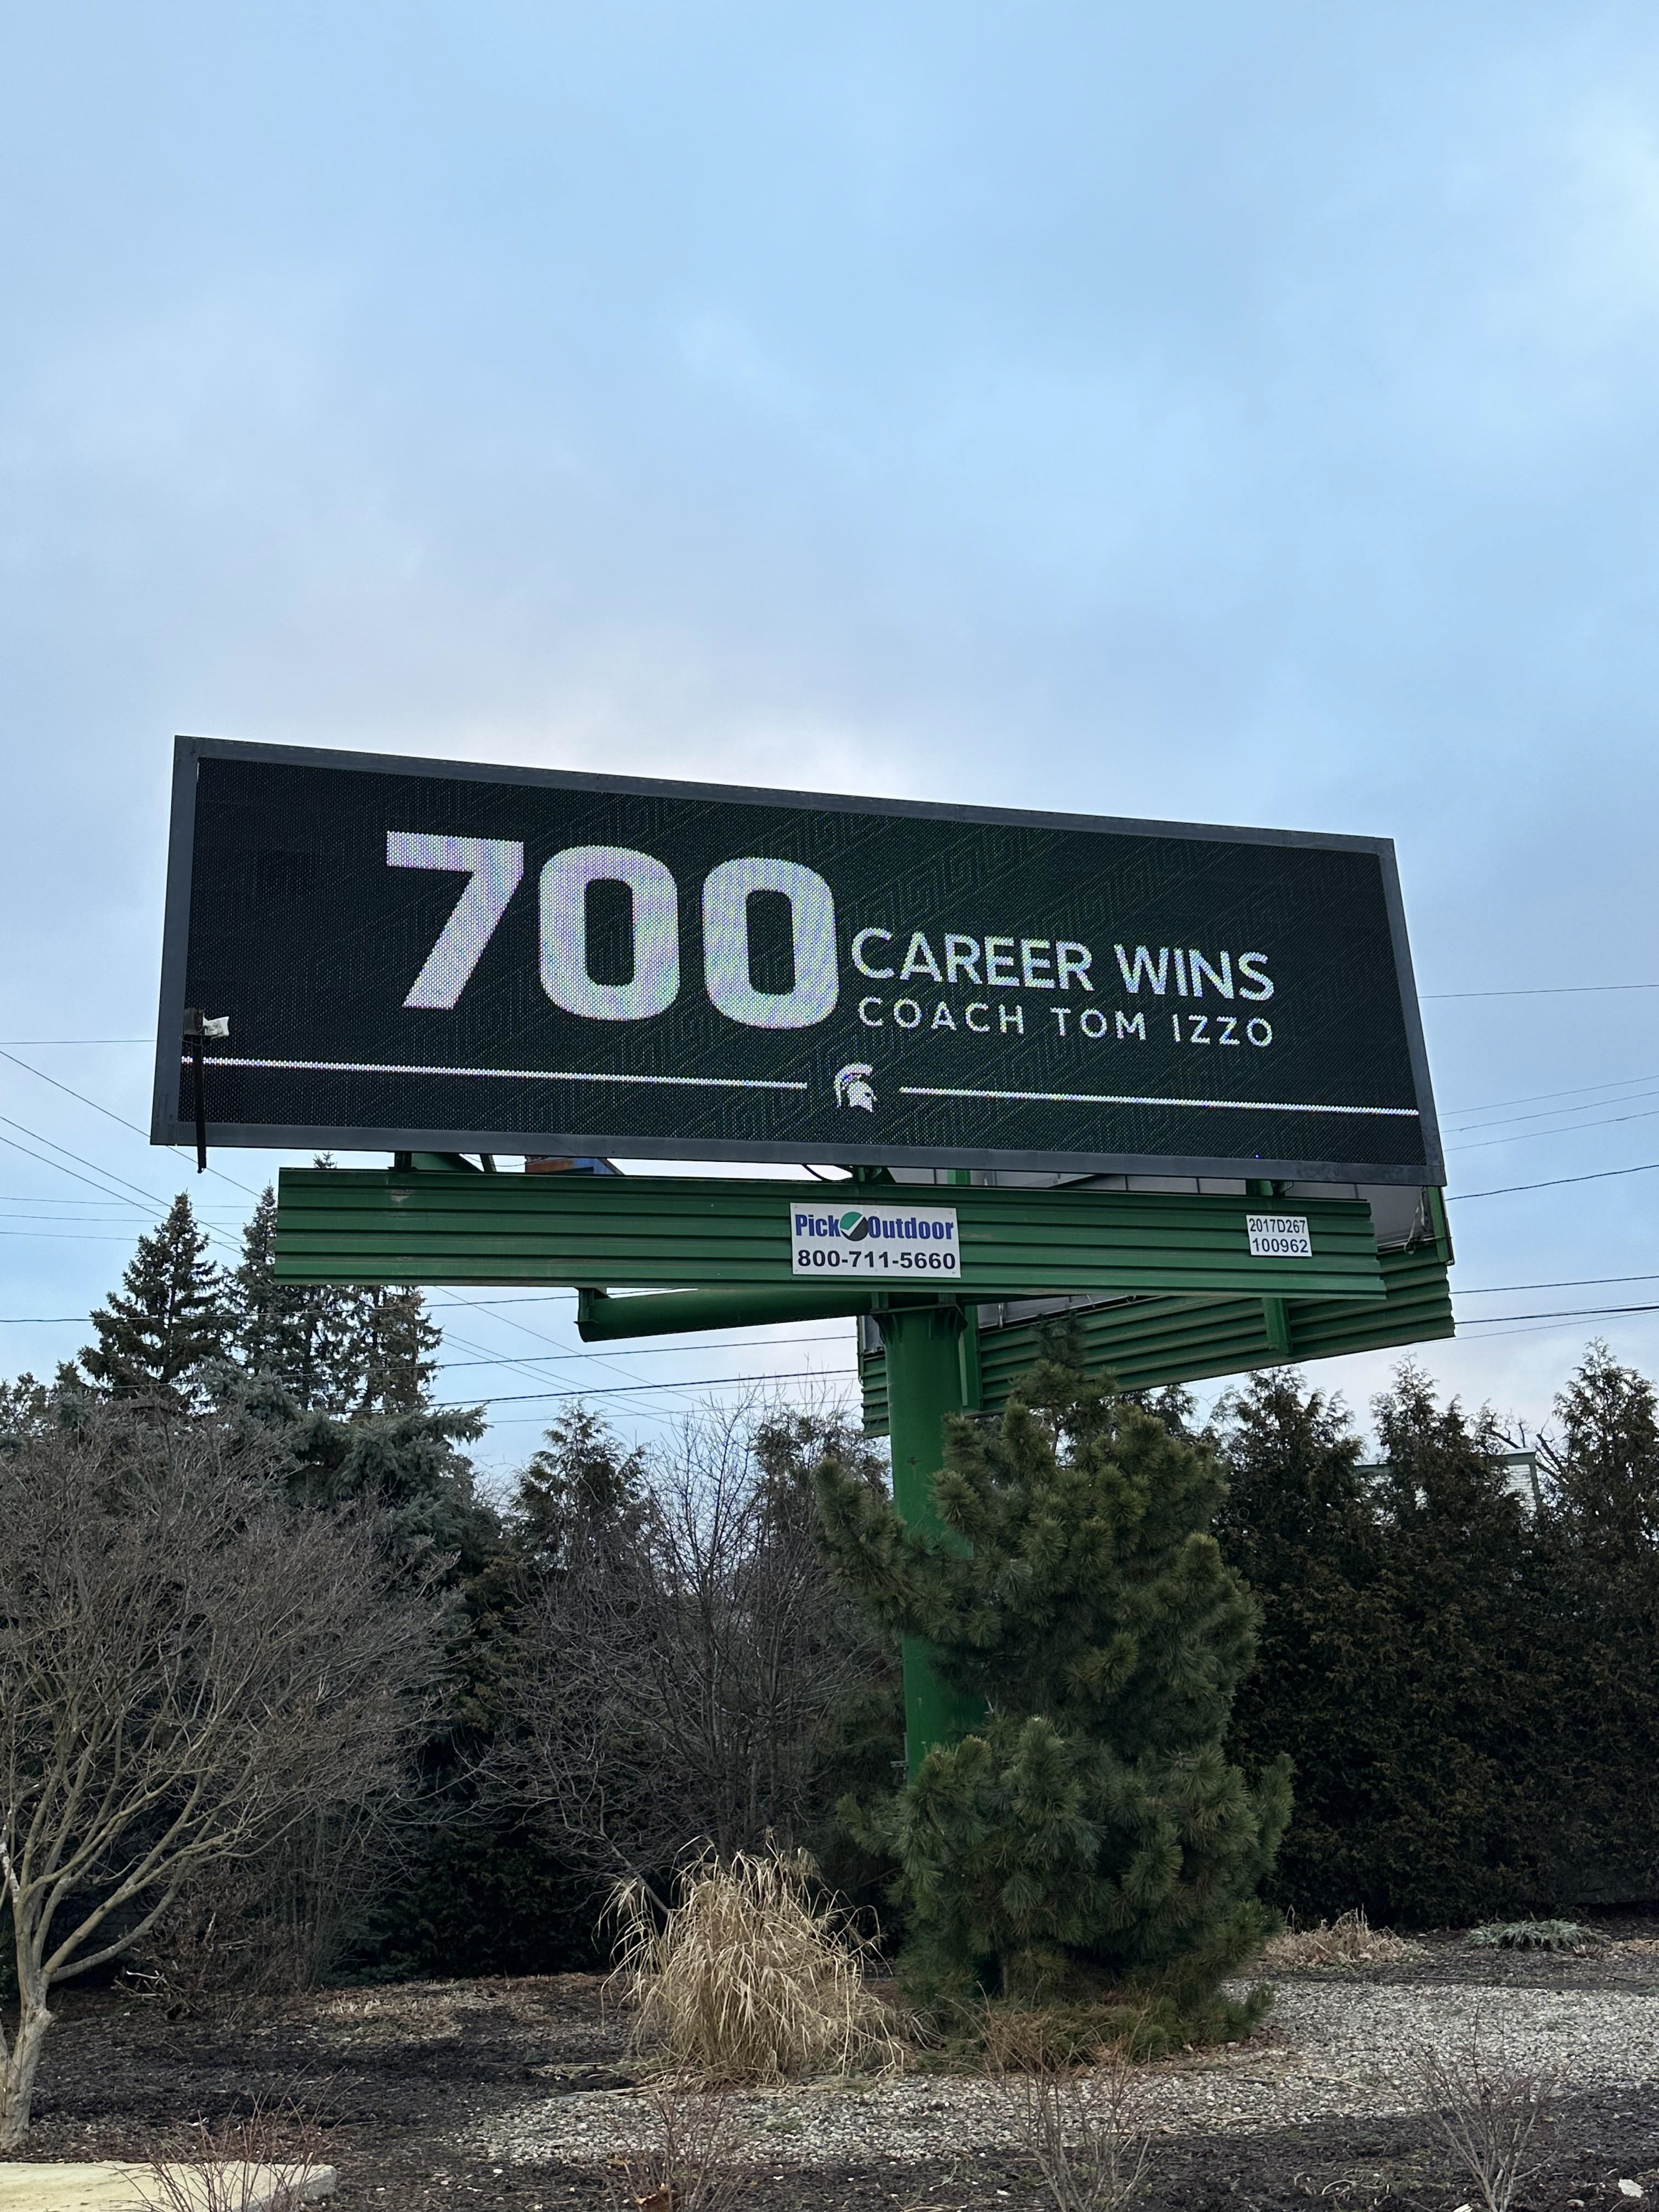 700 CAREER WINS
COACH TOM IZZO
Pick Outdoor
800-711-5660
2017D267
100962